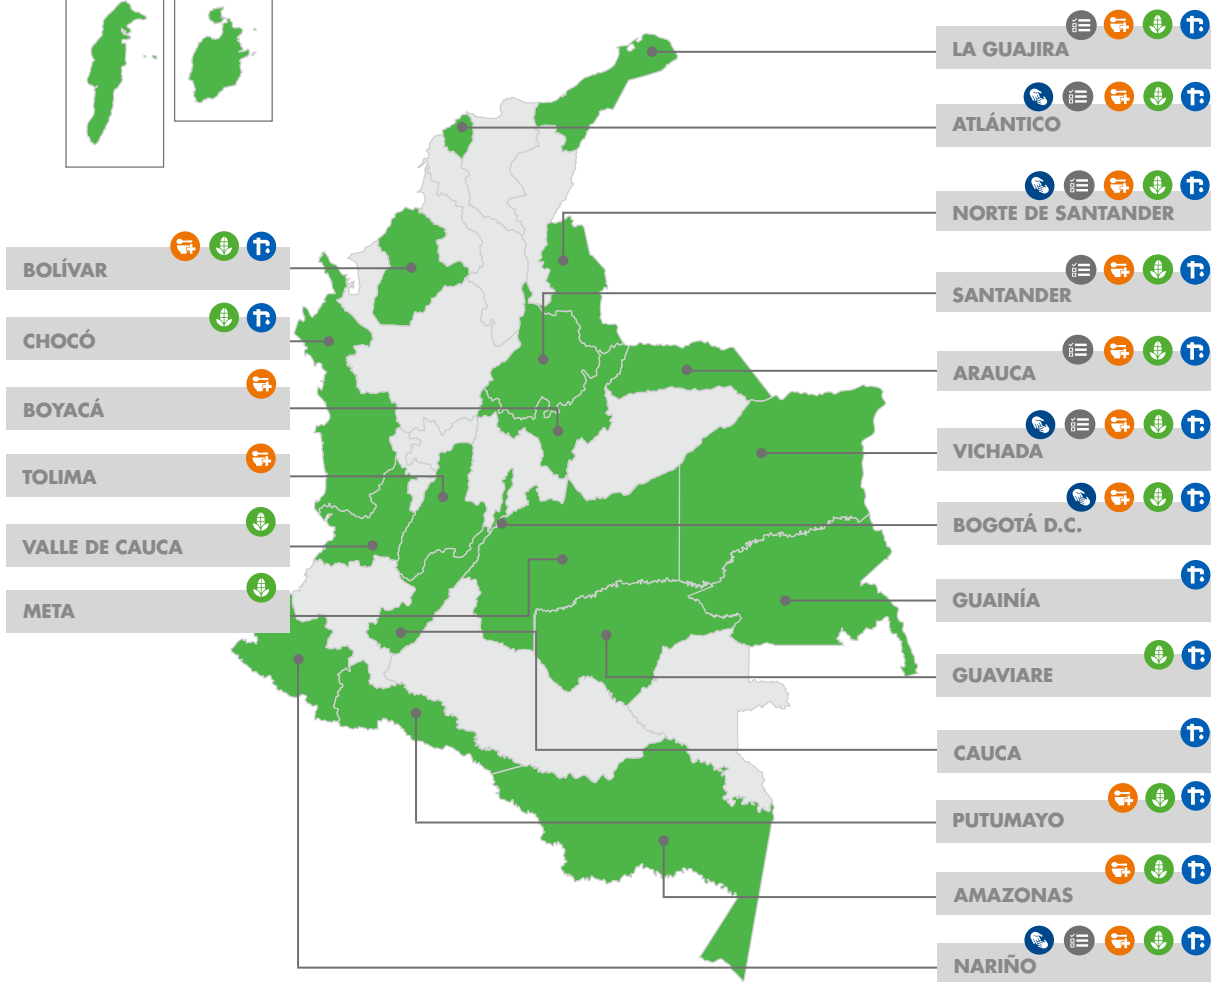 BOLÍVAR
CHOCÓ
BOYACÁ
TOLIMA
VALLE DE CAUCA
META
LA GUAJIRA
ATLÁNTICO
NORTE DE SANTANDER
SANTANDER
ARAUCA
VICHADA
BOGOTÁ D.C.
GUAINÍA
GUAVIARE
CAUCA
PUTUMAYO
AMAZONAS
NARIÑO